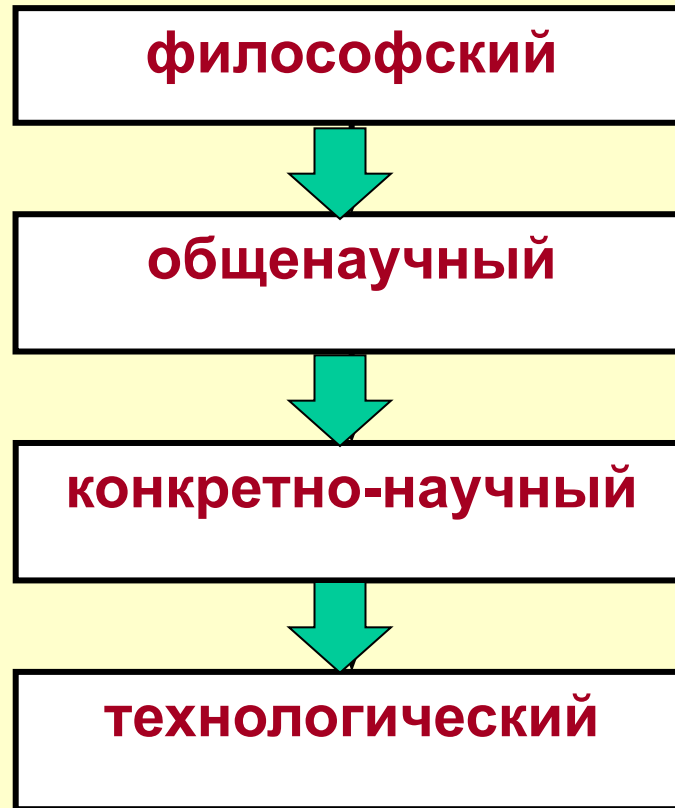 философский
общенаучный
конкретно-научный
технологический